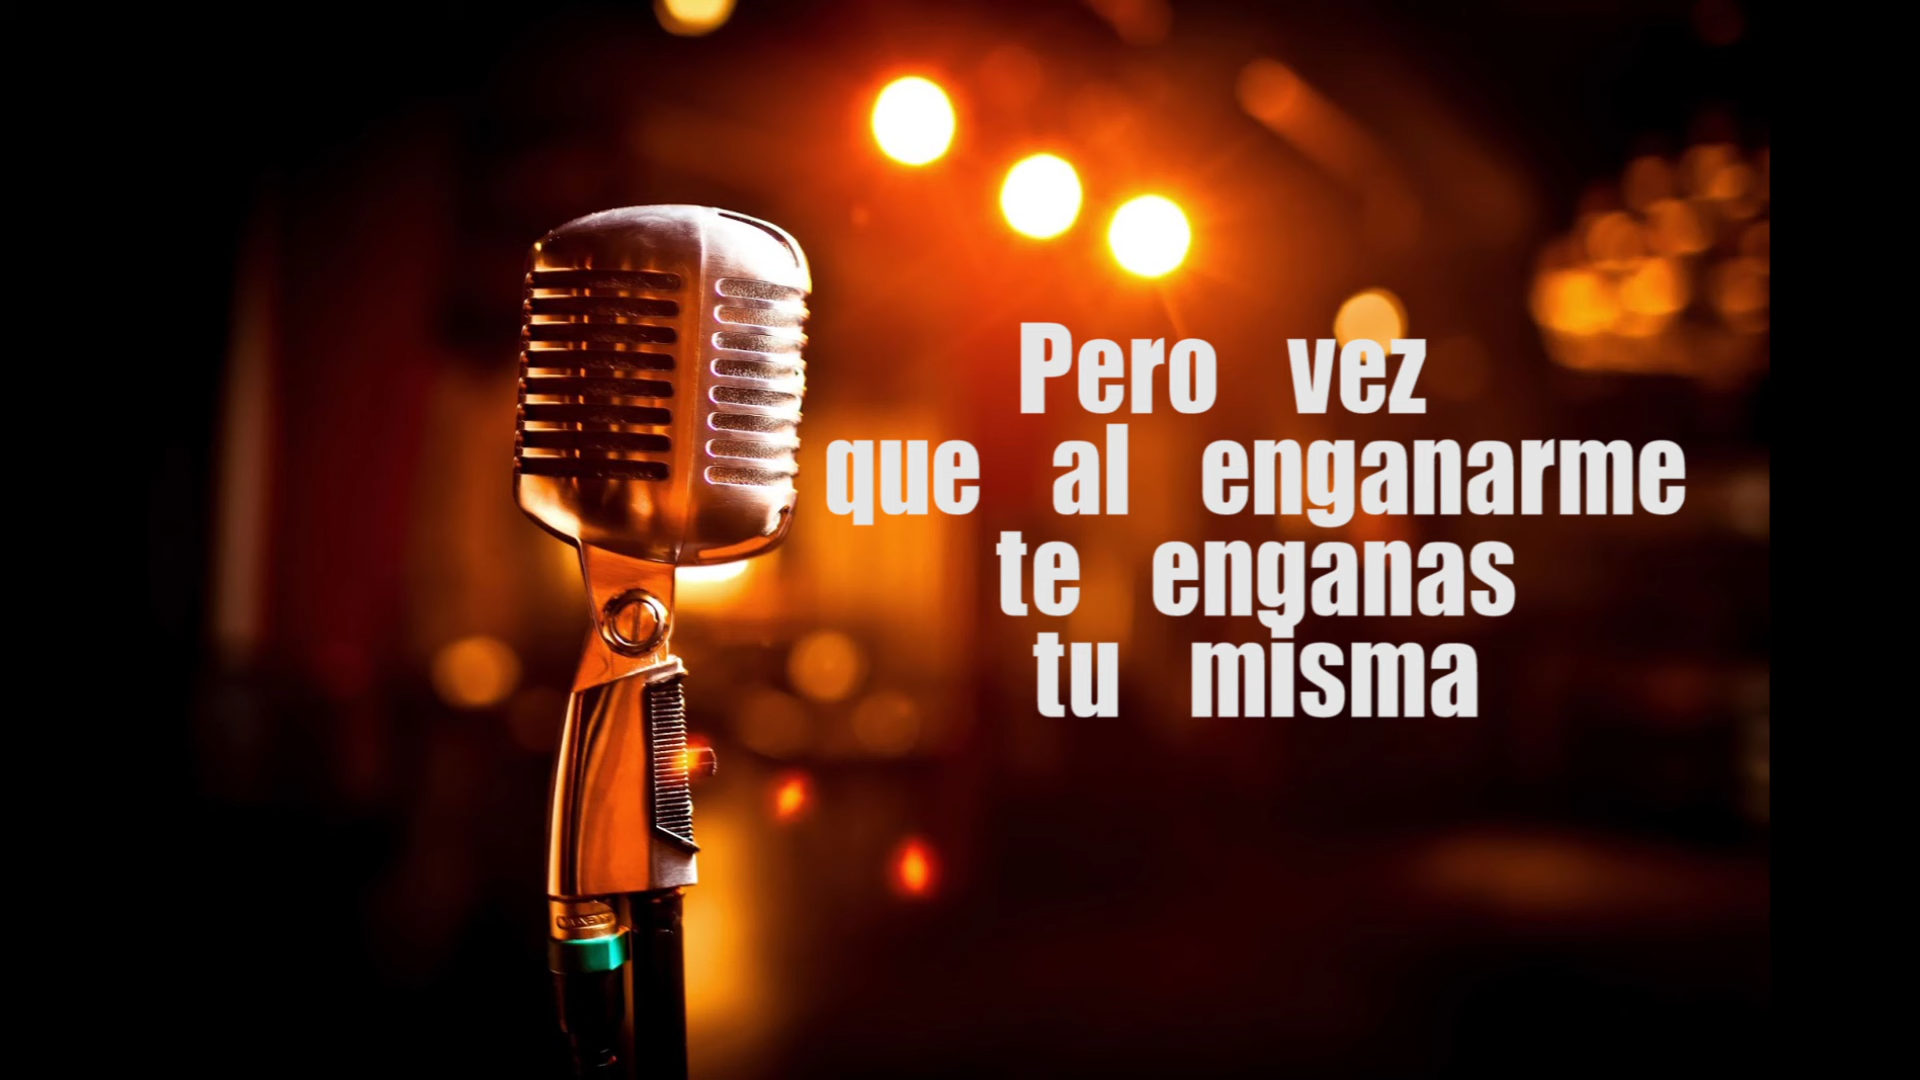 Pero vez
que al enganarme
te enganas
tu misma